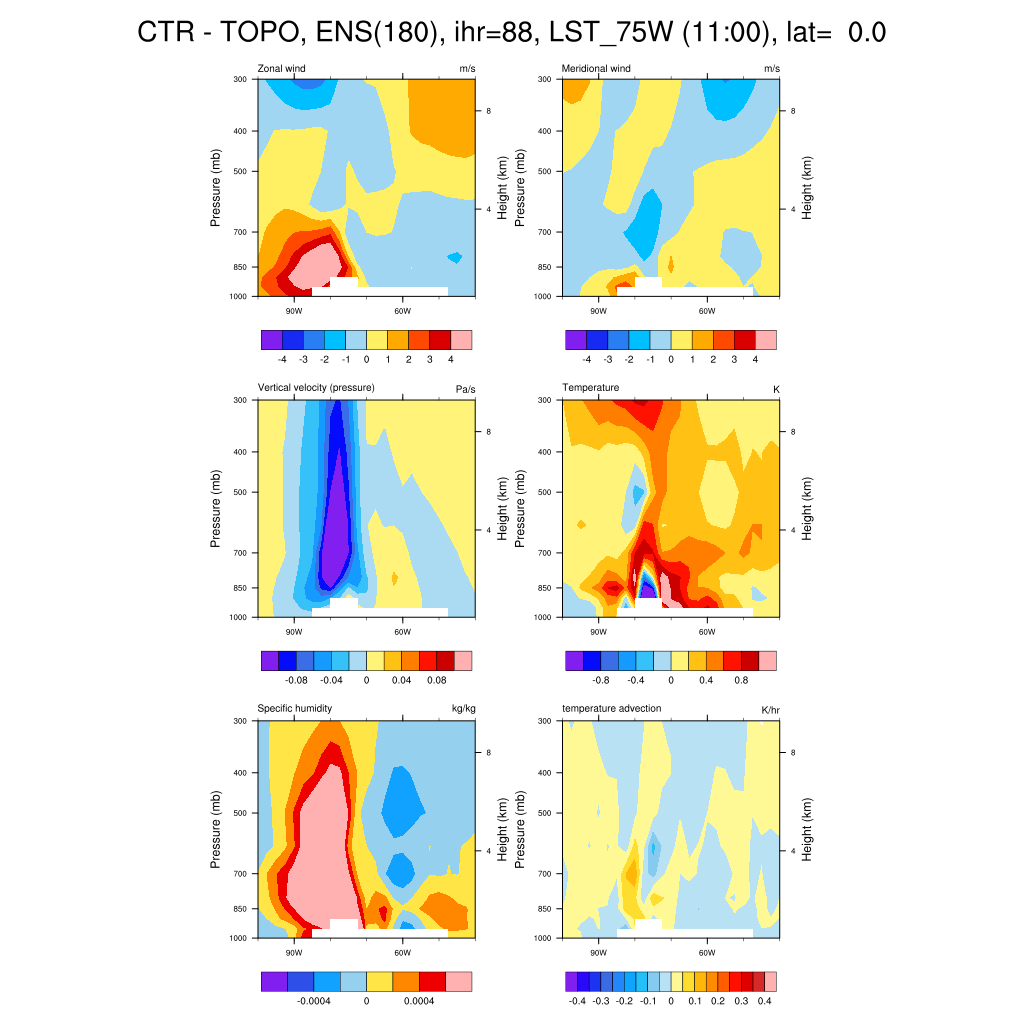 CTR - TOPO, ENS(180), ihr=88, LST_75W (11:00), lat=  0.0
Zonal wind m/s
300
400
500
700
850
1000
Pressure (mb)
8
4
Height (km)
90W 60W
-4 -3 -2 -1 0 1 2 3 4
Meridional wind m/s
300
400
500
700
850
1000
Pressure (mb)
8
4
Height (km)
90W 60W
-4 -3 -2 -1 0 1 2 3 4
Vertical velocity (pressure) Pa/s
300
400
500
700
850
1000
Pressure (mb)
8
4
Height (km)
90W 60W
-0.08 -0.04 0 0.04 0.08
Temperature K
300
400
500
700
850
1000
Pressure (mb)
8
4
Height (km)
90W 60W
-0.8 -0.4 0 0.4 0.8
Specific humidity kg/kg
300
400
500
700
850
1000
Pressure (mb)
8
4
Height (km)
90W 60W
-0.0004 0 0.0004
temperature advection K/hr
300
400
500
700
850
1000
Pressure (mb)
8
4
Height (km)
90W 60W
-0.4 -0.3 -0.2 -0.1 0 0.1 0.2 0.3 0.4